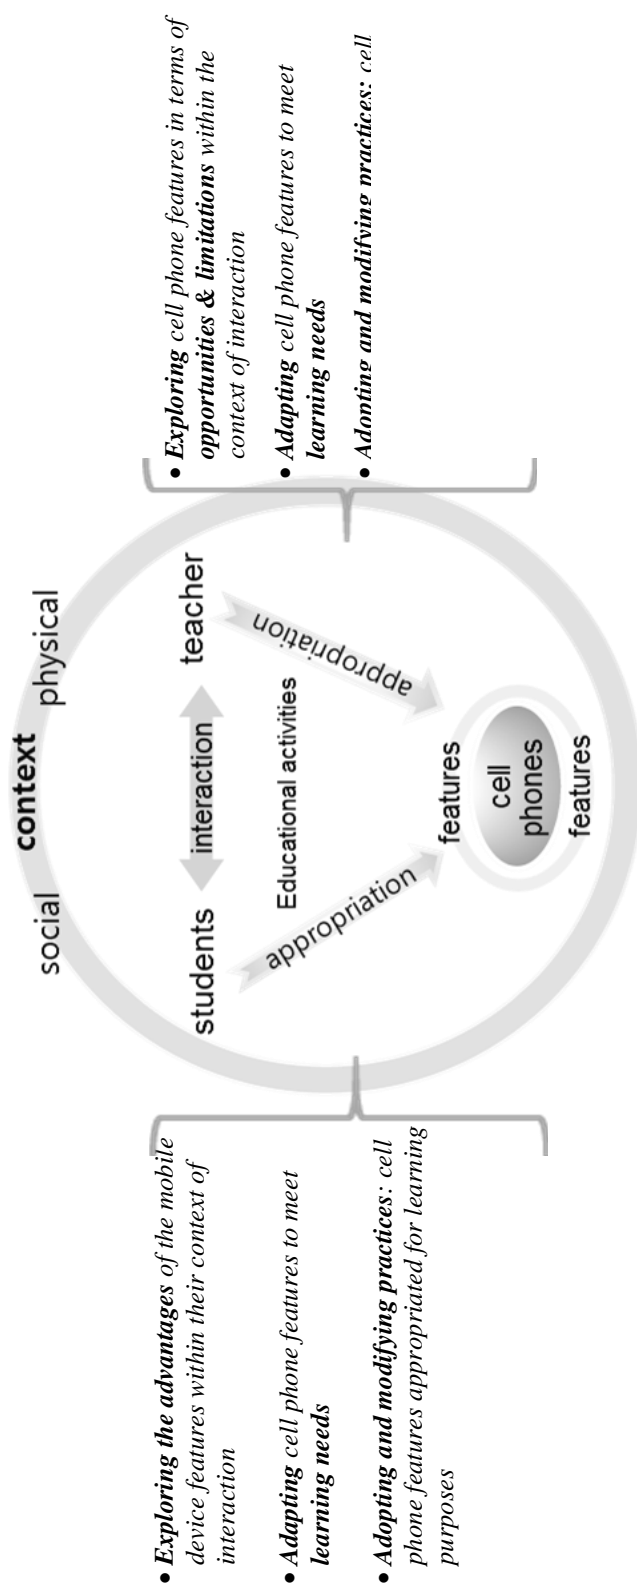 • Exploring the advantages of the mobile
device features within their context of
interaction
• Adapting cell phone features to meet
learning needs
• Adopting and modifying practices: cell
phone features appropriated for learning
purposes
context
social
physical
students
interaction
teacher
Educational activities
appropriation
appropriation
features
cell
phones
features
• Exploring cell phone features in terms of
opportunities & limitations within the
context of interaction
• Adapting cell phone features to meet
learning needs
• Adopting and modifying practices: cell